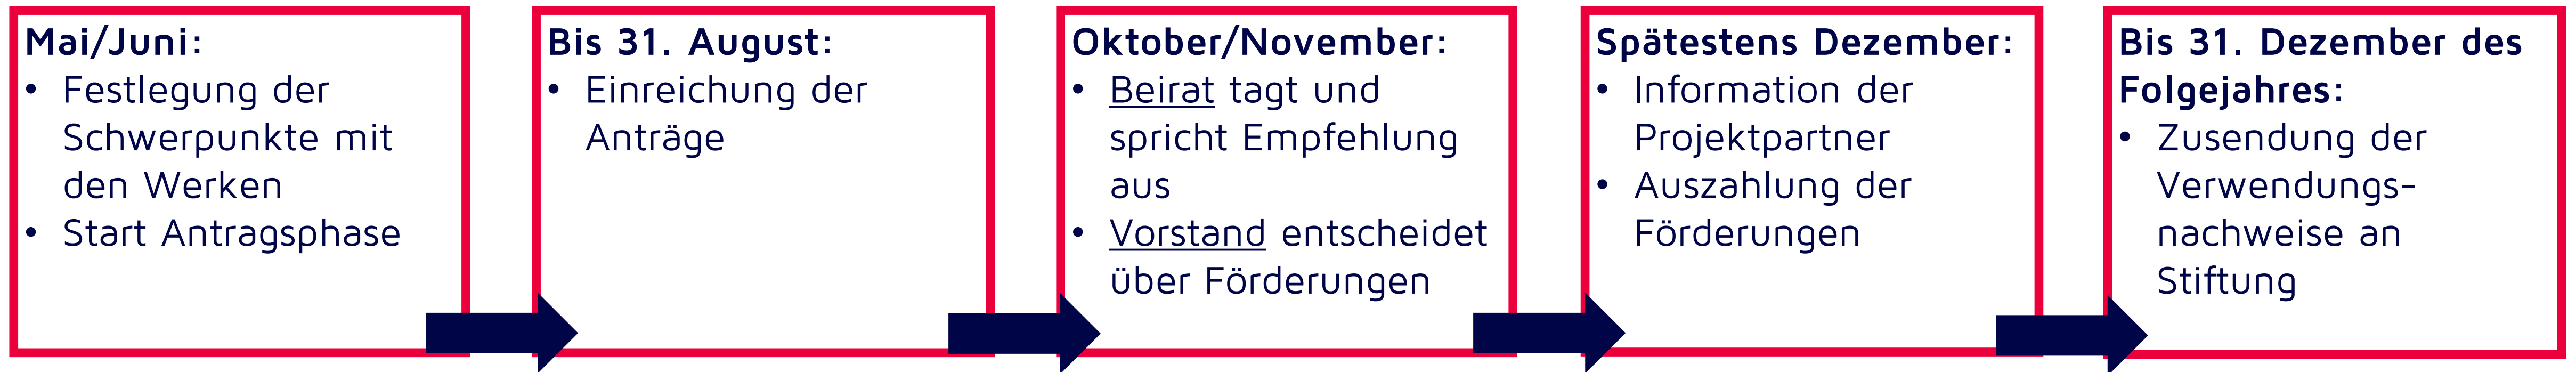 Mai/Juni:
• Festlegung der
Schwerpunkte mit
den Werken
• Start Antragsphase
Bis 31. August:
• Einreichung der
Anträge
Oktober/November:
• Beirat tagt und
spricht Empfehlung
aus
• Vorstand entscheidet
über Förderungen
Spätestens Dezember:
• Information der
Projektpartner
• Auszahlung der
Förderungen
Bis 31. Dezember des
Folgejahres:
• Zusendung der
Verwendungs-
nachweise an
Stiftung